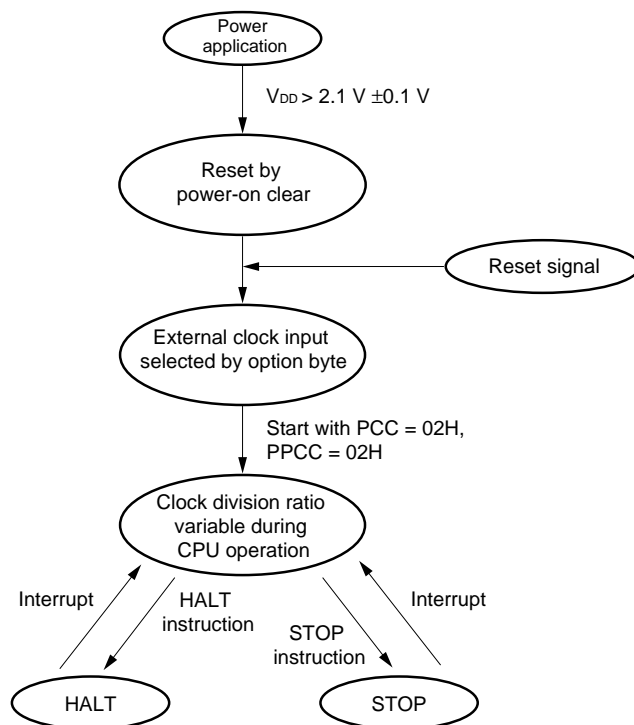 Power
application
VDD > 2.1 V ±0.1 V
Reset by
power-on clear
Reset signal
External clock input
selected by option byte
Start with PCC = 02H,
PPCC = 02H
Clock division ratio
variable during
CPU operation
Interrupt
HALT
instruction
STOP
instruction
Interrupt
HALT
STOP